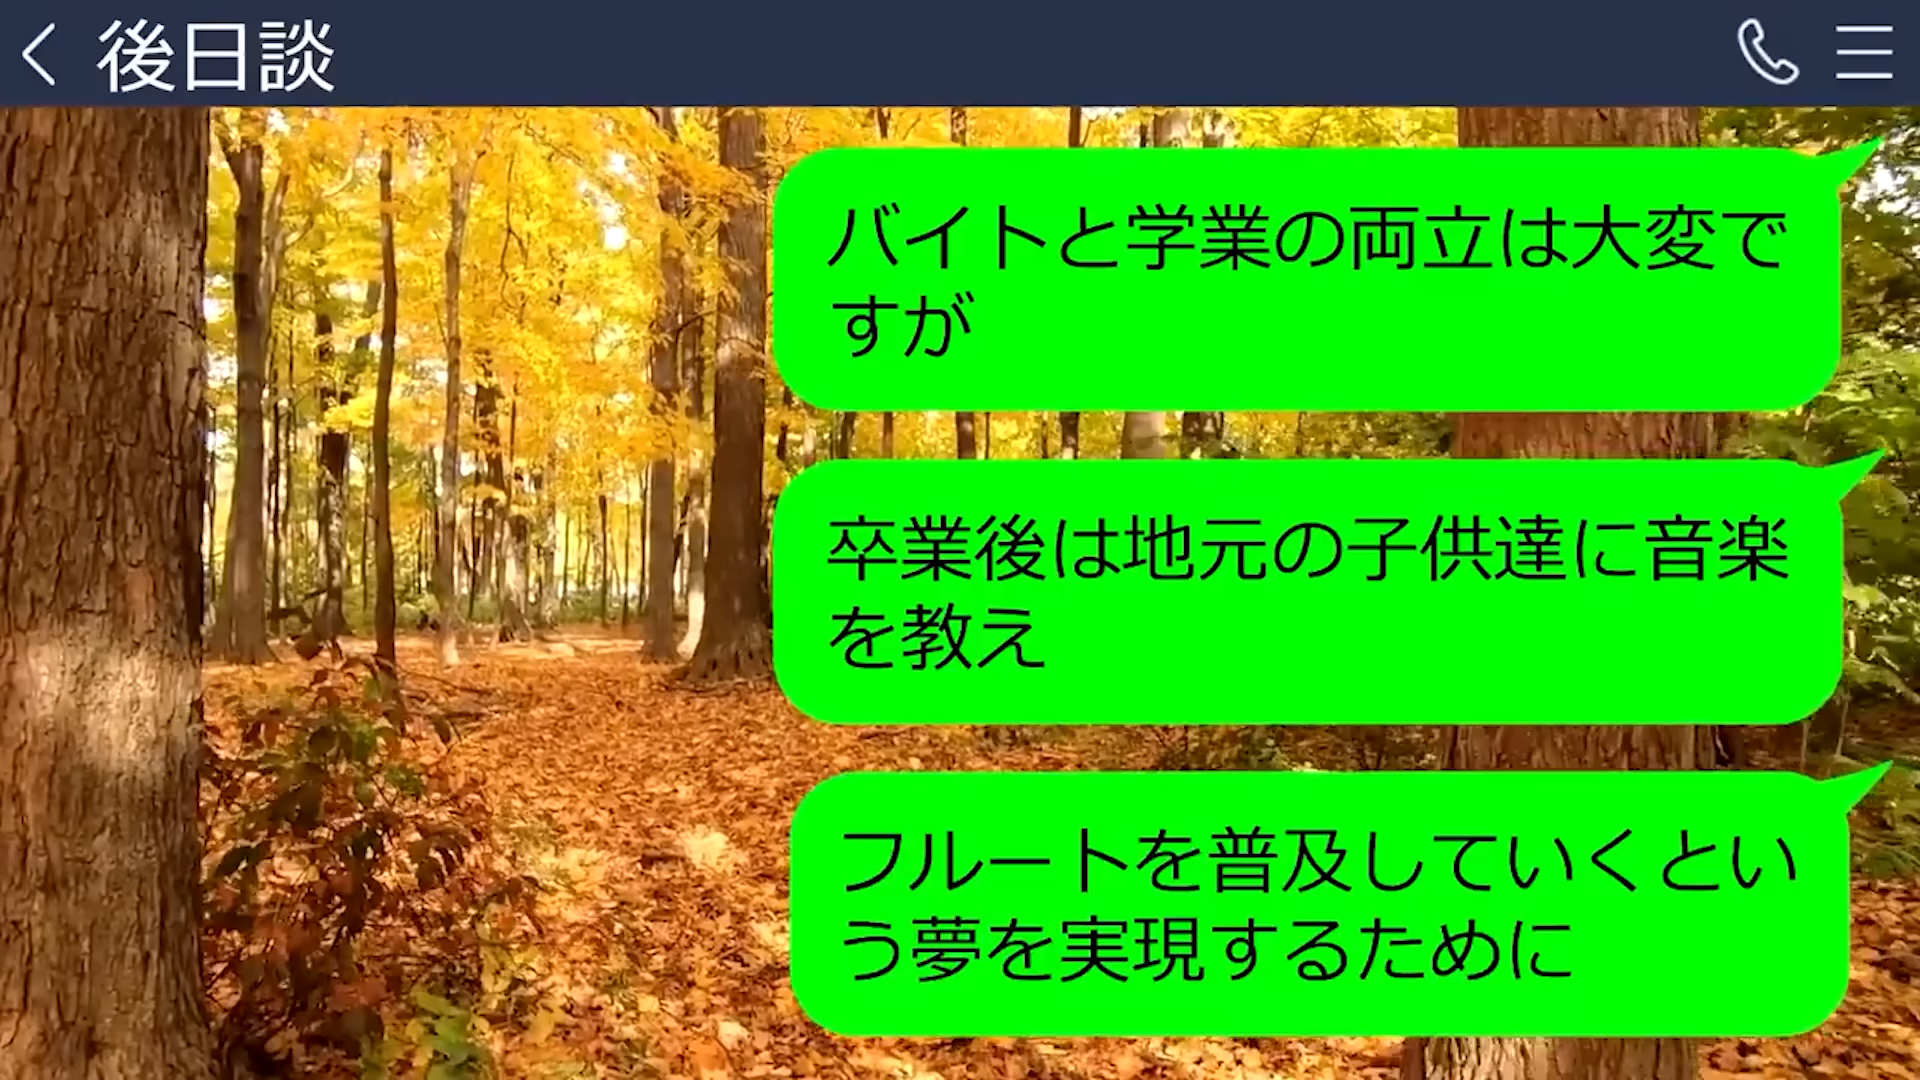 後日談
バイトと学業の両立は大変で
すが
卒業後は地元の子供達に音楽
を教え
フルートを普及していくとい
う夢を実現するために